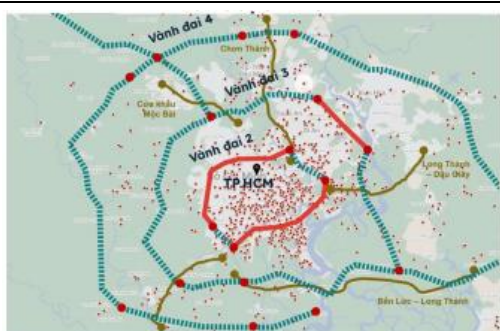 Vành đai 4
Chơn Thành
Vành đai 3
Cửa khẩu
Mộc Bài
Vành đai 2
TP.HCM
Long Thành
– Dầu Giây
Bến Lức – Long Thành